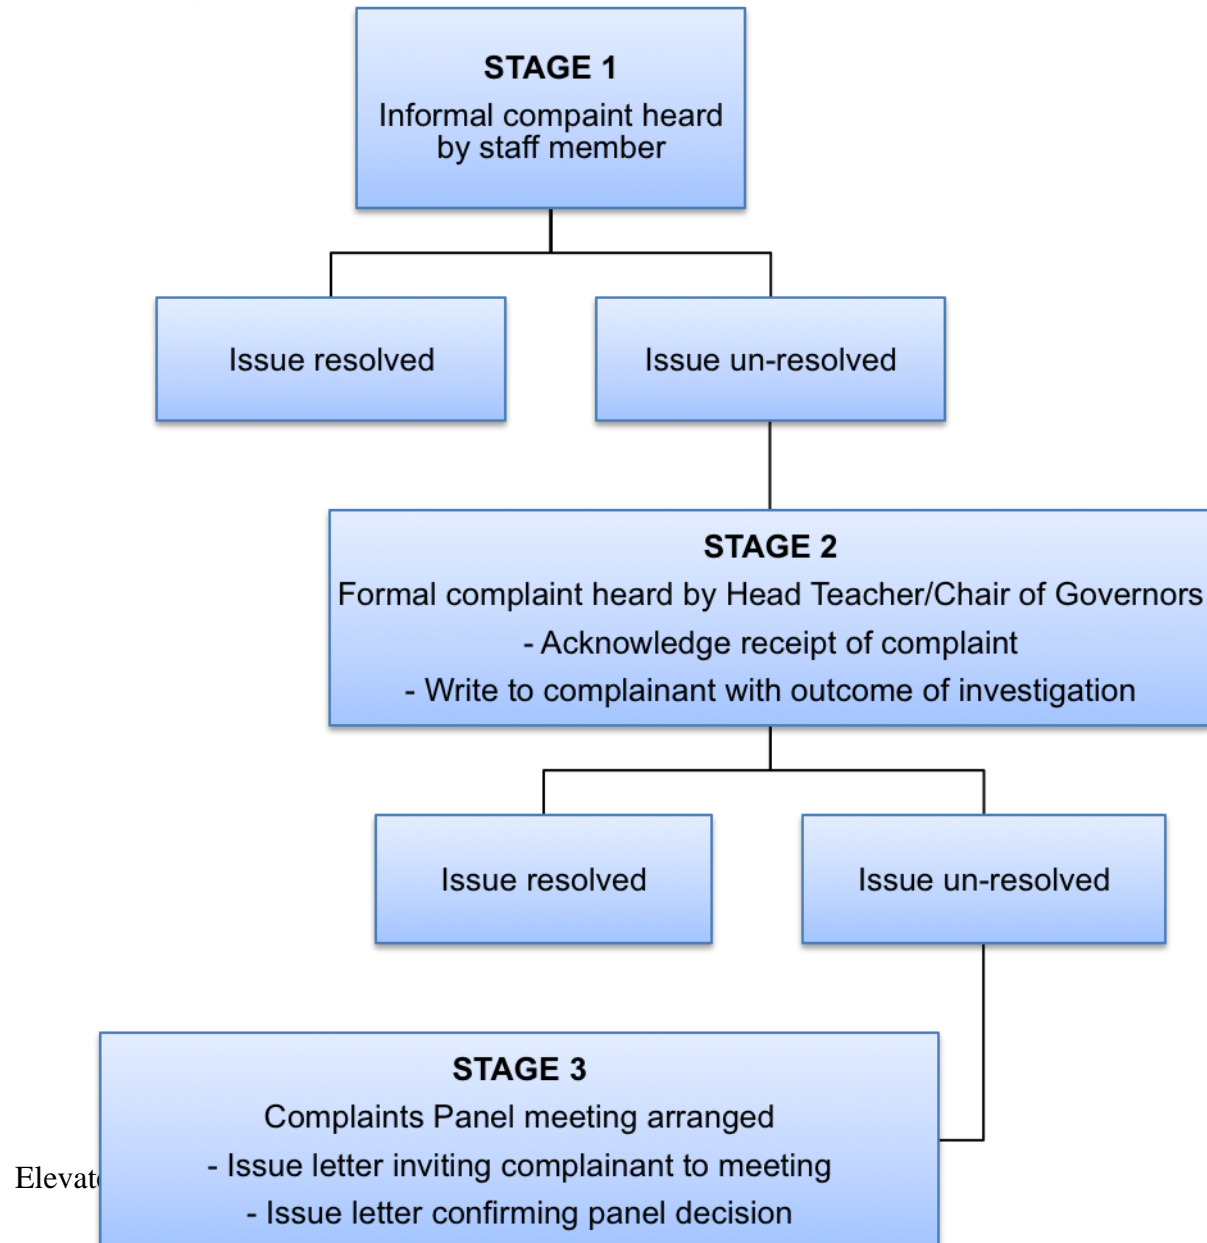 STAGE 1
Informal compaint heard
by staff member
Issue resolved
Issue un-resolved
STAGE 2
Formal complaint heard by Head Teacher/Chair of Governors
- Acknowledge receipt of complaint
- Write to complainant with outcome of investigation
Issue resolved
Issue un-resolved
STAGE 3
Complaints Panel meeting arranged
- Issue letter inviting complainant to meeting
- Issue letter confirming panel decision